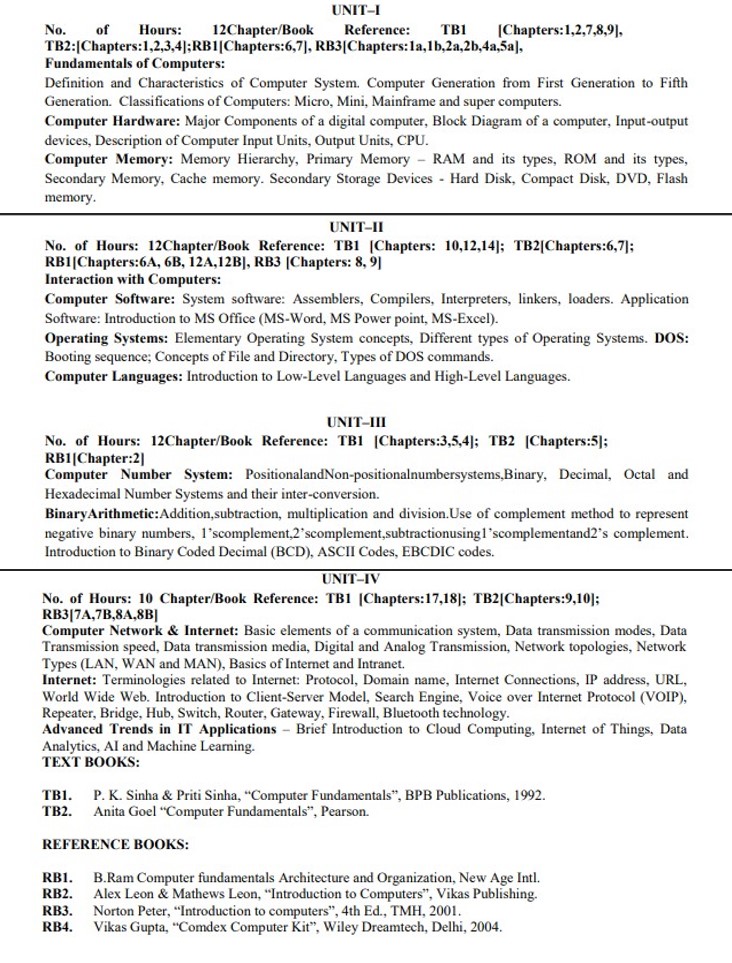 UNIT–I
No. of Hours: 12Chapter/Book Reference: TB1 [Chapters:1,2,7,8,9],
TB2:[Chapters:1,2,3,4];RB1[Chapters:6,7], RB3[Chapters:1a,1b,2a,2b,4a,5a],
Fundamentals of Computers:
Definition and Characteristics of Computer System. Computer Generation from First Generation to Fifth
Generation. Classifications of Computers: Micro, Mini, Mainframe and super computers.
Computer Hardware: Major Components of a digital computer, Block Diagram of a computer, Input-output
devices, Description of Computer Input Units, Output Units, CPU.
Computer Memory: Memory Hierarchy, Primary Memory – RAM and its types, ROM and its types,
Secondary Memory, Cache memory. Secondary Storage Devices - Hard Disk, Compact Disk, DVD, Flash
memory.
UNIT–II
No. of Hours: 12Chapter/Book Reference: TB1 [Chapters: 10,12,14]; TB2[Chapters:6,7];
RB1[Chapters:6A, 6B, 12A,12B], RB3 [Chapters: 8, 9]
Interaction with Computers:
Computer Software: System software: Assemblers, Compilers, Interpreters, linkers, loaders. Application
Software: Introduction to MS Office (MS-Word, MS Power point, MS-Excel).
Operating Systems: Elementary Operating System concepts, Different types of Operating Systems. DOS:
Booting sequence; Concepts of File and Directory, Types of DOS commands.
Computer Languages: Introduction to Low-Level Languages and High-Level Languages.
UNIT–III
No. of Hours: 12Chapter/Book Reference: TB1 [Chapters:3,5,4]; TB2 [Chapters:5];
RB1[Chapter:2]
Computer Number System: PositionalandNon-positionalnumbersystems,Binary, Decimal, Octal and
Hexadecimal Number Systems and their inter-conversion.
BinaryArithmetic:Addition,subtraction, multiplication and division.Use of complement method to represent
negative binary numbers, 1’scomplement,2’scomplement,subtractionusing1’scomplementand2’s complement.
Introduction to Binary Coded Decimal (BCD), ASCII Codes, EBCDIC codes.
UNIT–IV
No. of Hours: 10 Chapter/Book Reference: TB1 [Chapters:17,18]; TB2[Chapters:9,10];
RB3[7A,7B,8A,8B]
Computer Network & Internet: Basic elements of a communication system, Data transmission modes, Data
Transmission speed, Data transmission media, Digital and Analog Transmission, Network topologies, Network
Types (LAN, WAN and MAN), Basics of Internet and Intranet.
Internet: Terminologies related to Internet: Protocol, Domain name, Internet Connections, IP address, URL,
World Wide Web. Introduction to Client-Server Model, Search Engine, Voice over Internet Protocol (VOIP),
Repeater, Bridge, Hub, Switch, Router, Gateway, Firewall, Bluetooth technology.
Advanced Trends in IT Applications – Brief Introduction to Cloud Computing, Internet of Things, Data
Analytics, AI and Machine Learning.
TEXT BOOKS:
TB1. P. K. Sinha & Priti Sinha, “Computer Fundamentals”, BPB Publications, 1992.
TB2. Anita Goel “Computer Fundamentals”, Pearson.
REFERENCE BOOKS:
RB1. B.Ram Computer fundamentals Architecture and Organization, New Age Intl.
RB2. Alex Leon & Mathews Leon, “Introduction to Computers”, Vikas Publishing.
RB3. Norton Peter, “Introduction to computers”, 4th Ed., TMH, 2001.
RB4. Vikas Gupta, “Comdex Computer Kit”, Wiley Dreamtech, Delhi, 2004.